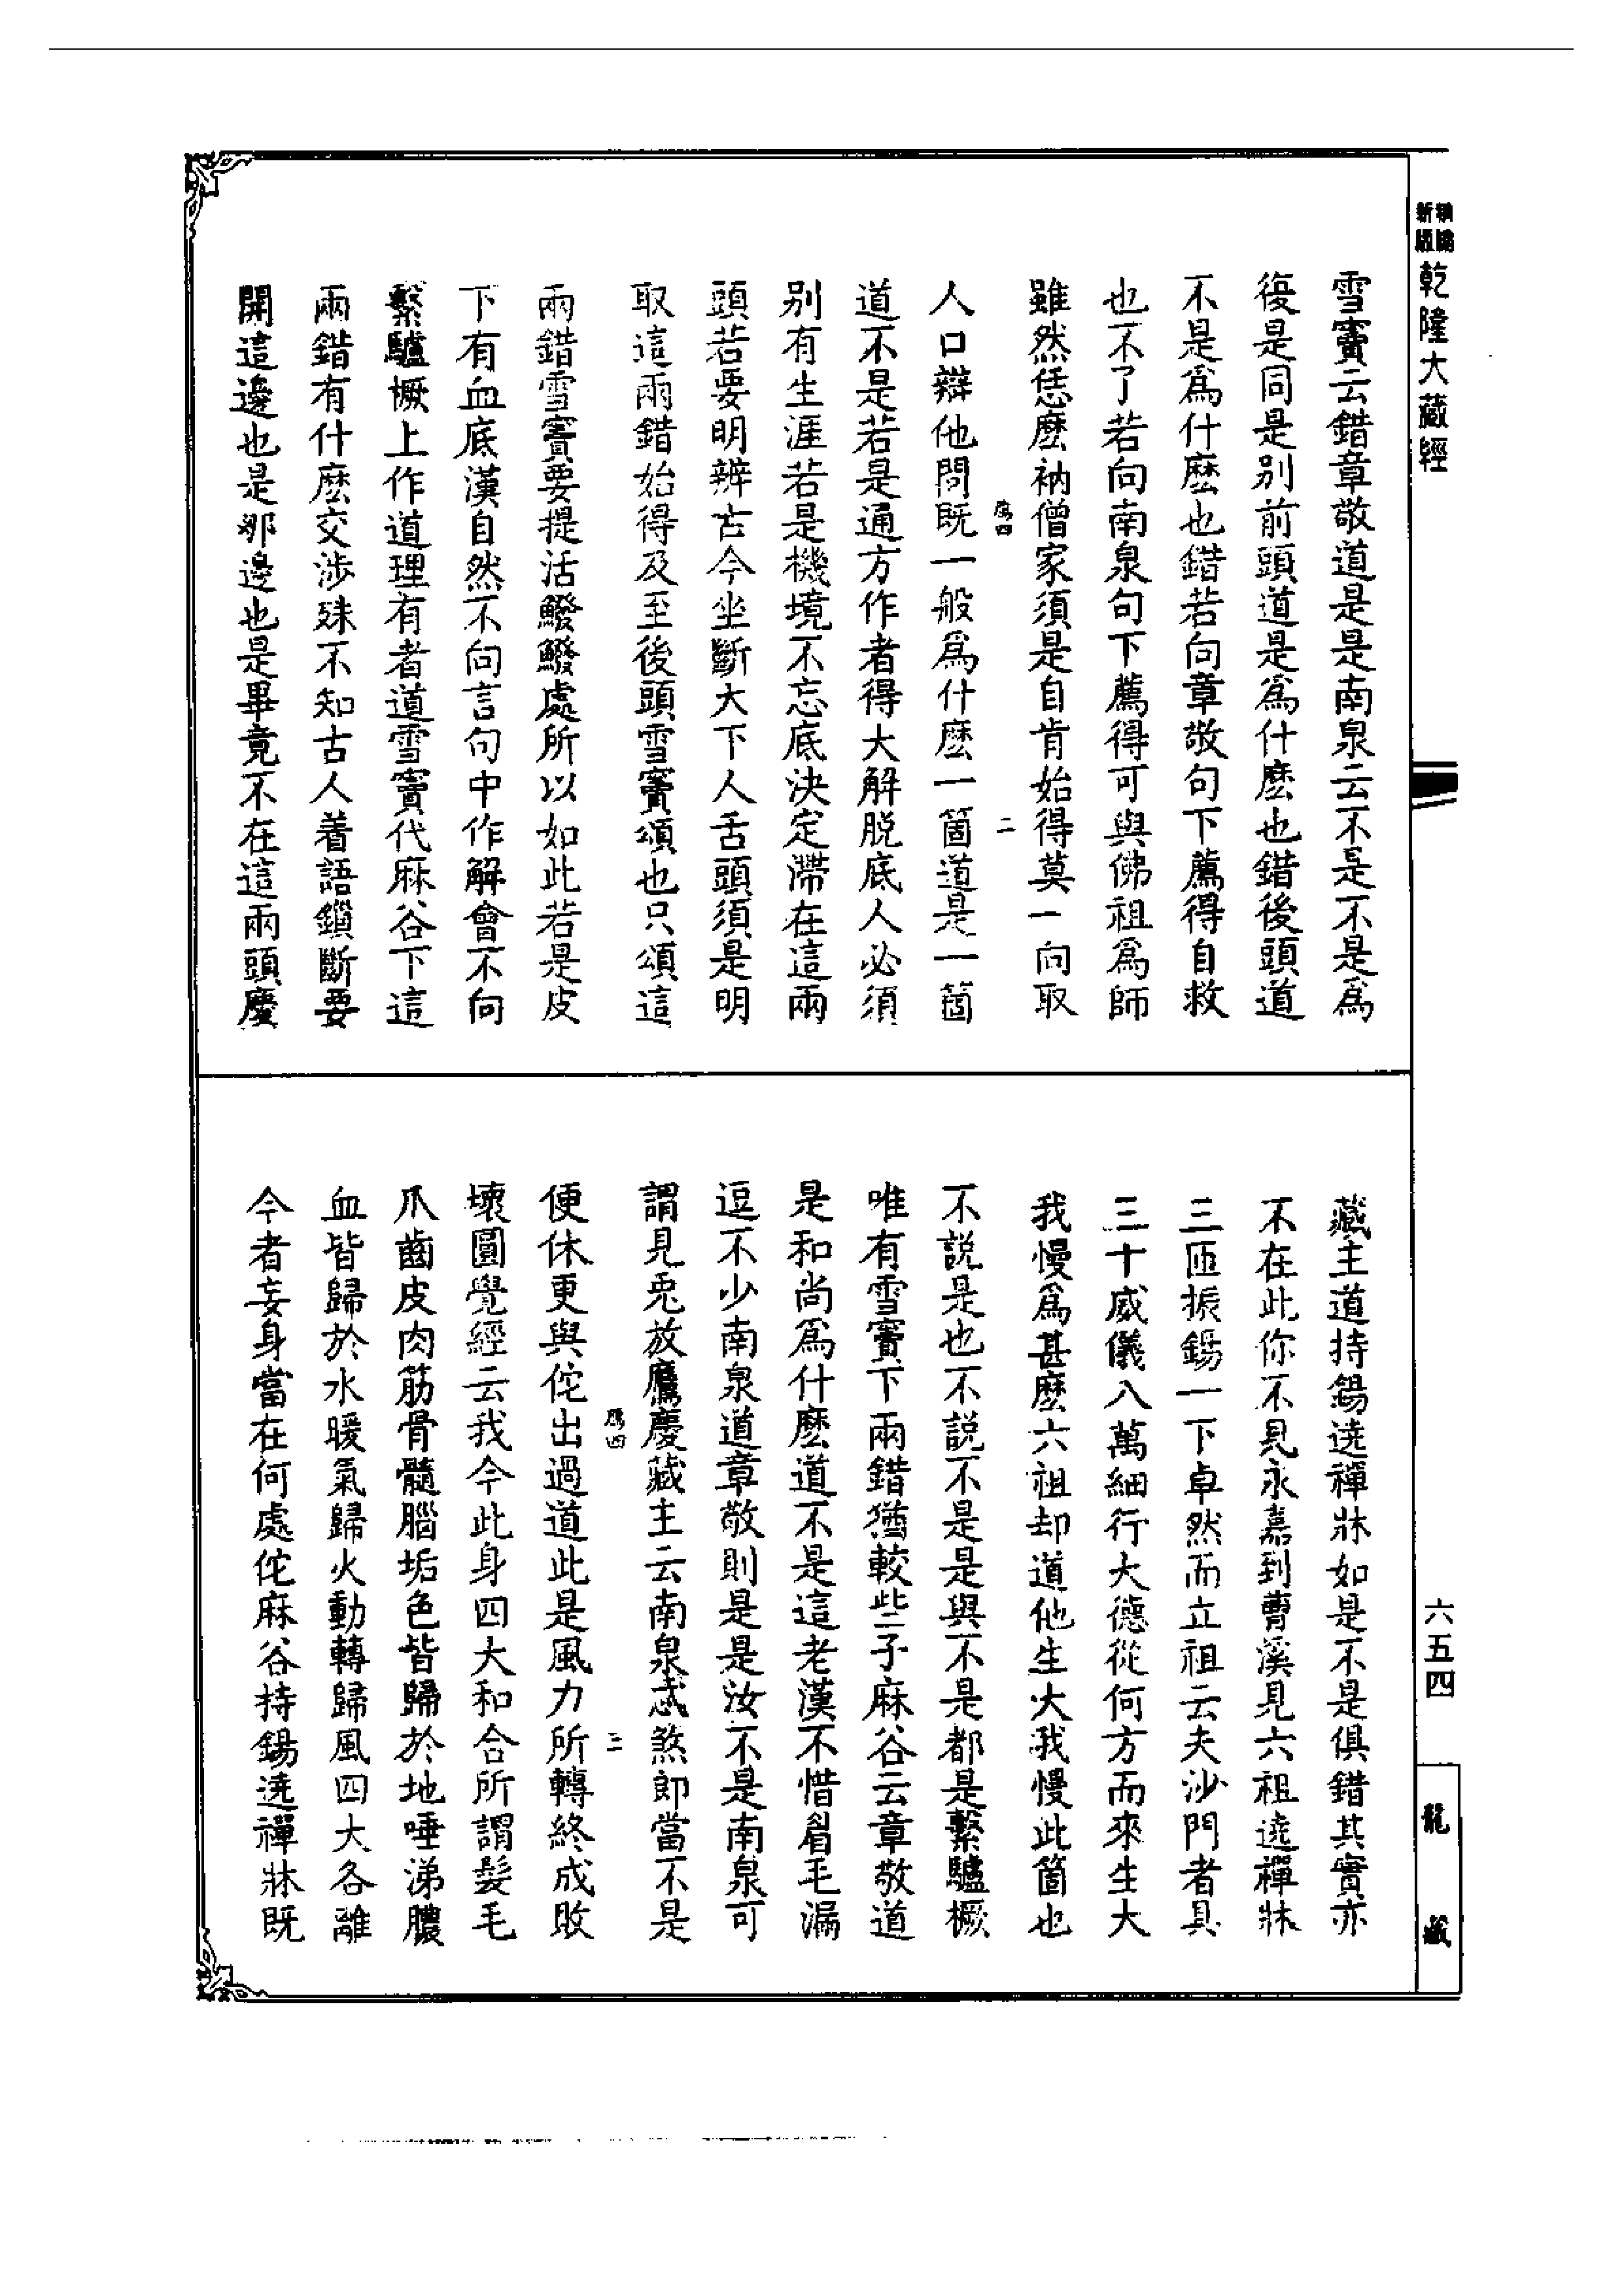 新編
縮版
乾隆大藏經
雪竇云錯章敬道是是南泉云不是不是爲
復是同是别前頭道是爲什麽也錯後頭道
不是爲什麽也錯若向章敬句下薦得自救
也不了若向南泉句下薦得可與佛祖爲師
雖然恁麽衲僧家須是自肯始得莫一向取
二
人口辯他問既一般爲什麽一箇道是一箇
道不是若是通方作者得大解脱底人必須
别有生涯若是機境不忘底決定滯在這兩
頭若要明辨古今坐斷大下人舌頭須是明
取這兩錯始得及至後頭雪竇頌也只頌這
兩錯雪竇要提活鱍鱍處所以如此若是皮
下有血底漢自然不向言句中作解會不向
繫驢橛上作道理有者道雪竇代麻谷下這
兩錯有什麽交涉殊不知古人着語鎖斷要
開這邊也是那邊也是畢竟不在這兩頭慶
藏主道持錫遶禪牀如是不是俱錯其實亦
不在此你不見永嘉到曹溪見六祖遶禪牀
三匝振錫一下卓然而立祖云夫沙門者具
三十威儀八萬細行大德從何方而來生大
我慢爲甚麽六祖却道他生大我慢此箇也
不説是也不説不是是與不是都是繫驢橛
唯有雪竇下兩錯猶較些子麻谷云章敬道
是和尚爲什麽道不是這老漢不惜眉毛漏
逗不少南泉道章敬則是是汝不是南泉可
謂見兎放鷹慶藏主云南泉忒煞郎當不是
三
便休更與佗出過道此是風力所轉終成敗
壞圓覺經云我今此身四大和合所謂髮毛
爪齒皮肉筋骨髓腦垢色皆歸於地唾涕膿
血皆歸於水暖氣歸火動轉歸風四大各離
今者妄身當在何處佗麻谷持錫遶禪牀既
六五四
龍藏